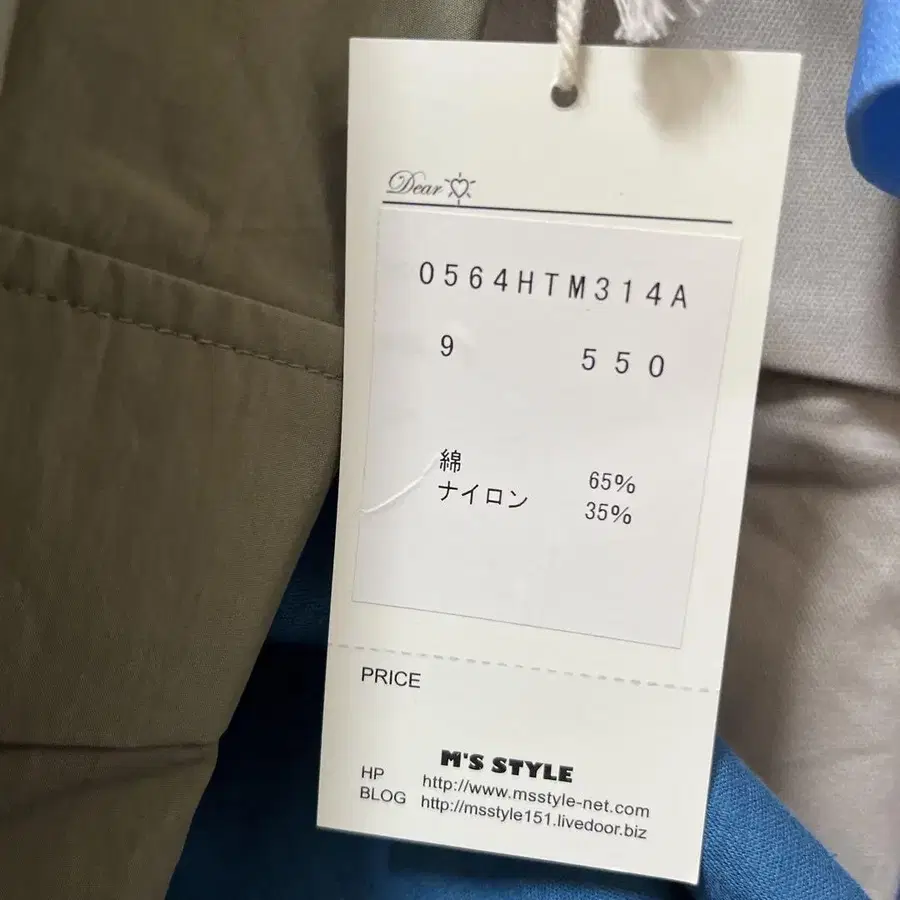 Dear
0564HTM314A
9 550
綿 65%
ナイロン 35%
PRICE
M'S STYLE
HP http://www.msstyle-net.com
BLOG http://msstyle151.livedoor.biz